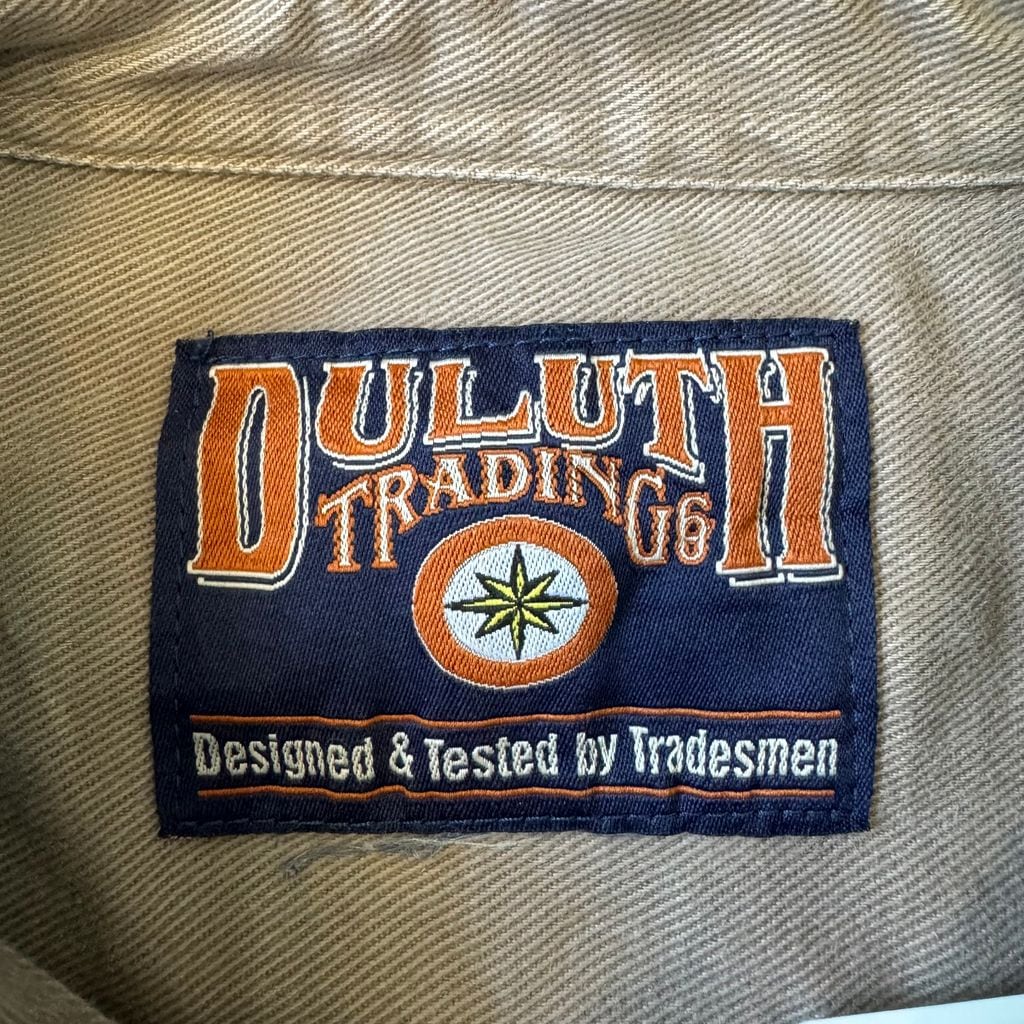 DULUTH
TRADING Co
Designed & Tested by Tradesmen